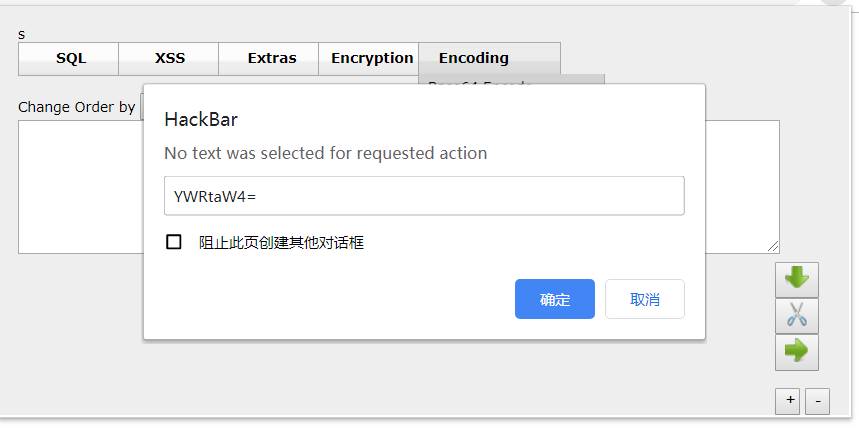 s
SQL XSS Extras Encryption Encoding
Change Order by
HackBar
No text was selected for requested action
YWRtaW4=
阻止此页创建其他对话框
确定 取消
+ -